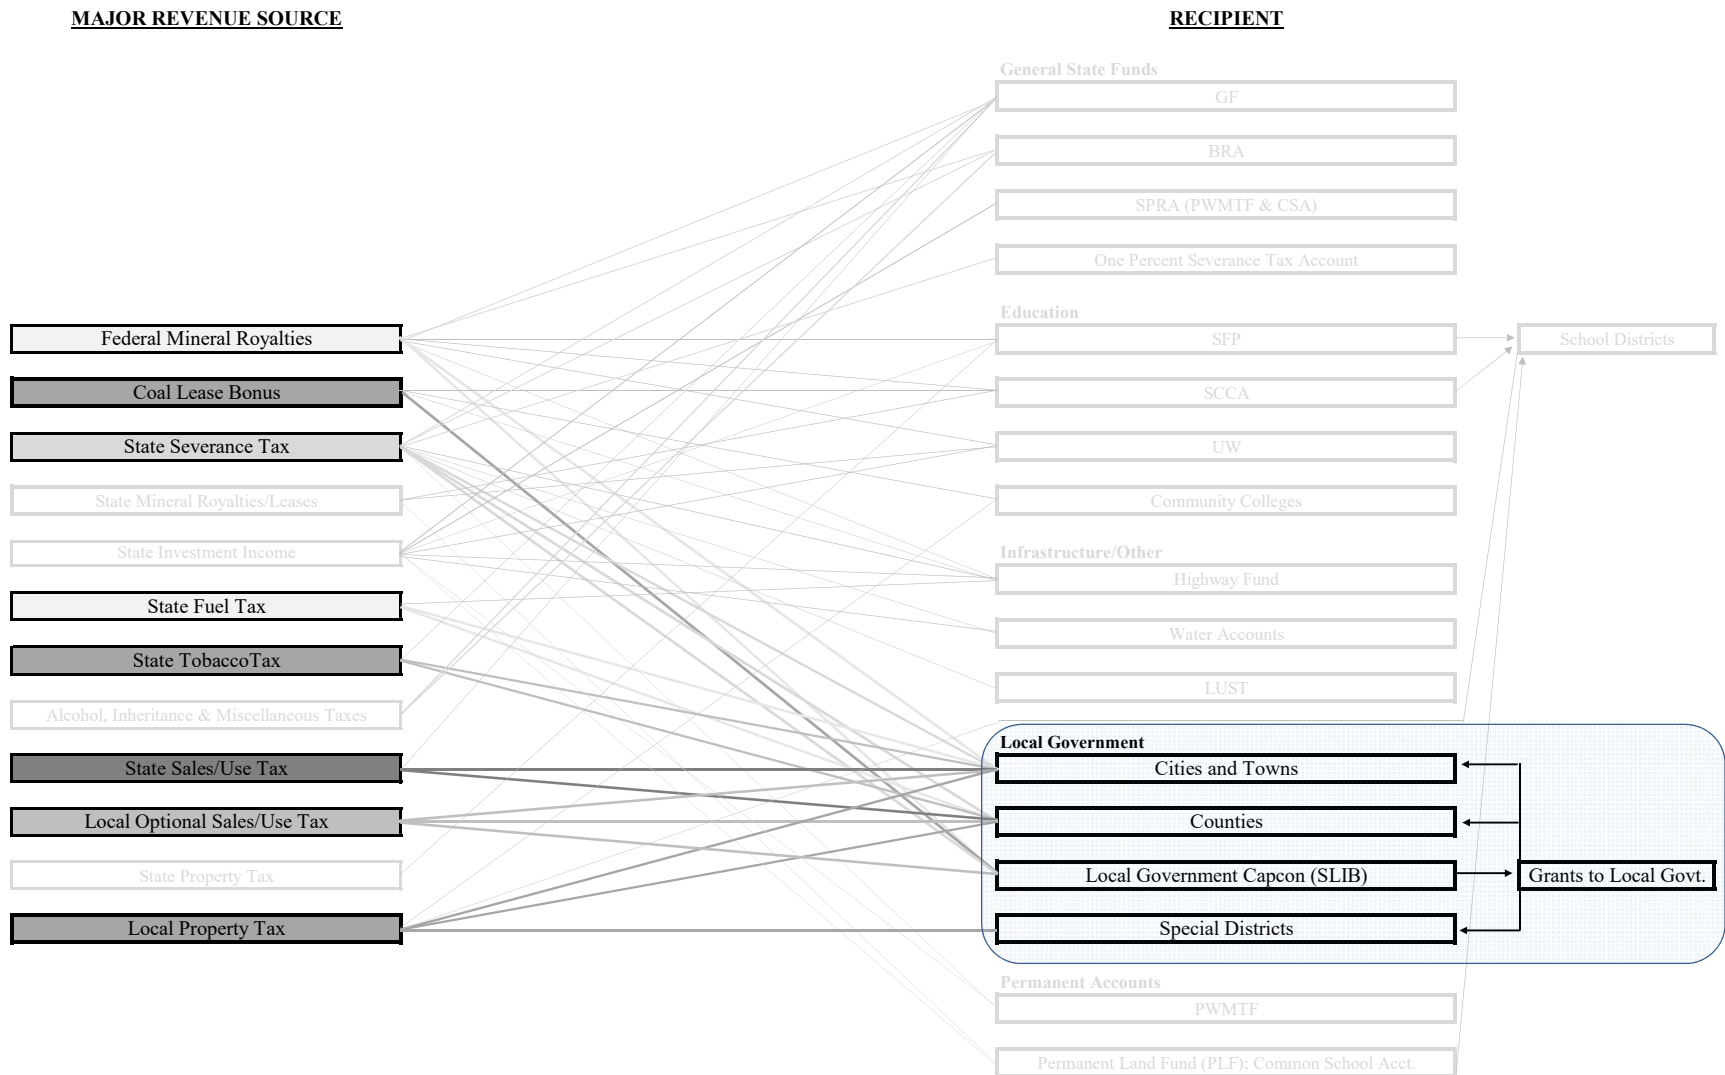 MAJOR REVENUE SOURCE
RECIPIENT
General State Funds
GF
BRA
SPRA (PWMTF & CSA)
One Percent Severance Tax Account
Education
Federal Mineral Royalties
SFP
School Districts
Coal Lease Bonus
SCCA
State Severance Tax
UW
State Mineral Royalties/Leases
Community Colleges
State Investment Income
Infrastructure/Other
Highway Fund
State Fuel Tax
Water Accounts
State TobaccoTax
LUST
Alcohol, Inheritance & Miscellaneous Taxes
Local Government
State Sales/Use Tax
Cities and Towns
Local Optional Sales/Use Tax
Counties
State Property Tax
Local Government Capcon (SLIB)
Grants to Local Govt.
Local Property Tax
Special Districts
Permanent Accounts
PWMTF
Permanent Land Fund (PLF); Common School Acct.